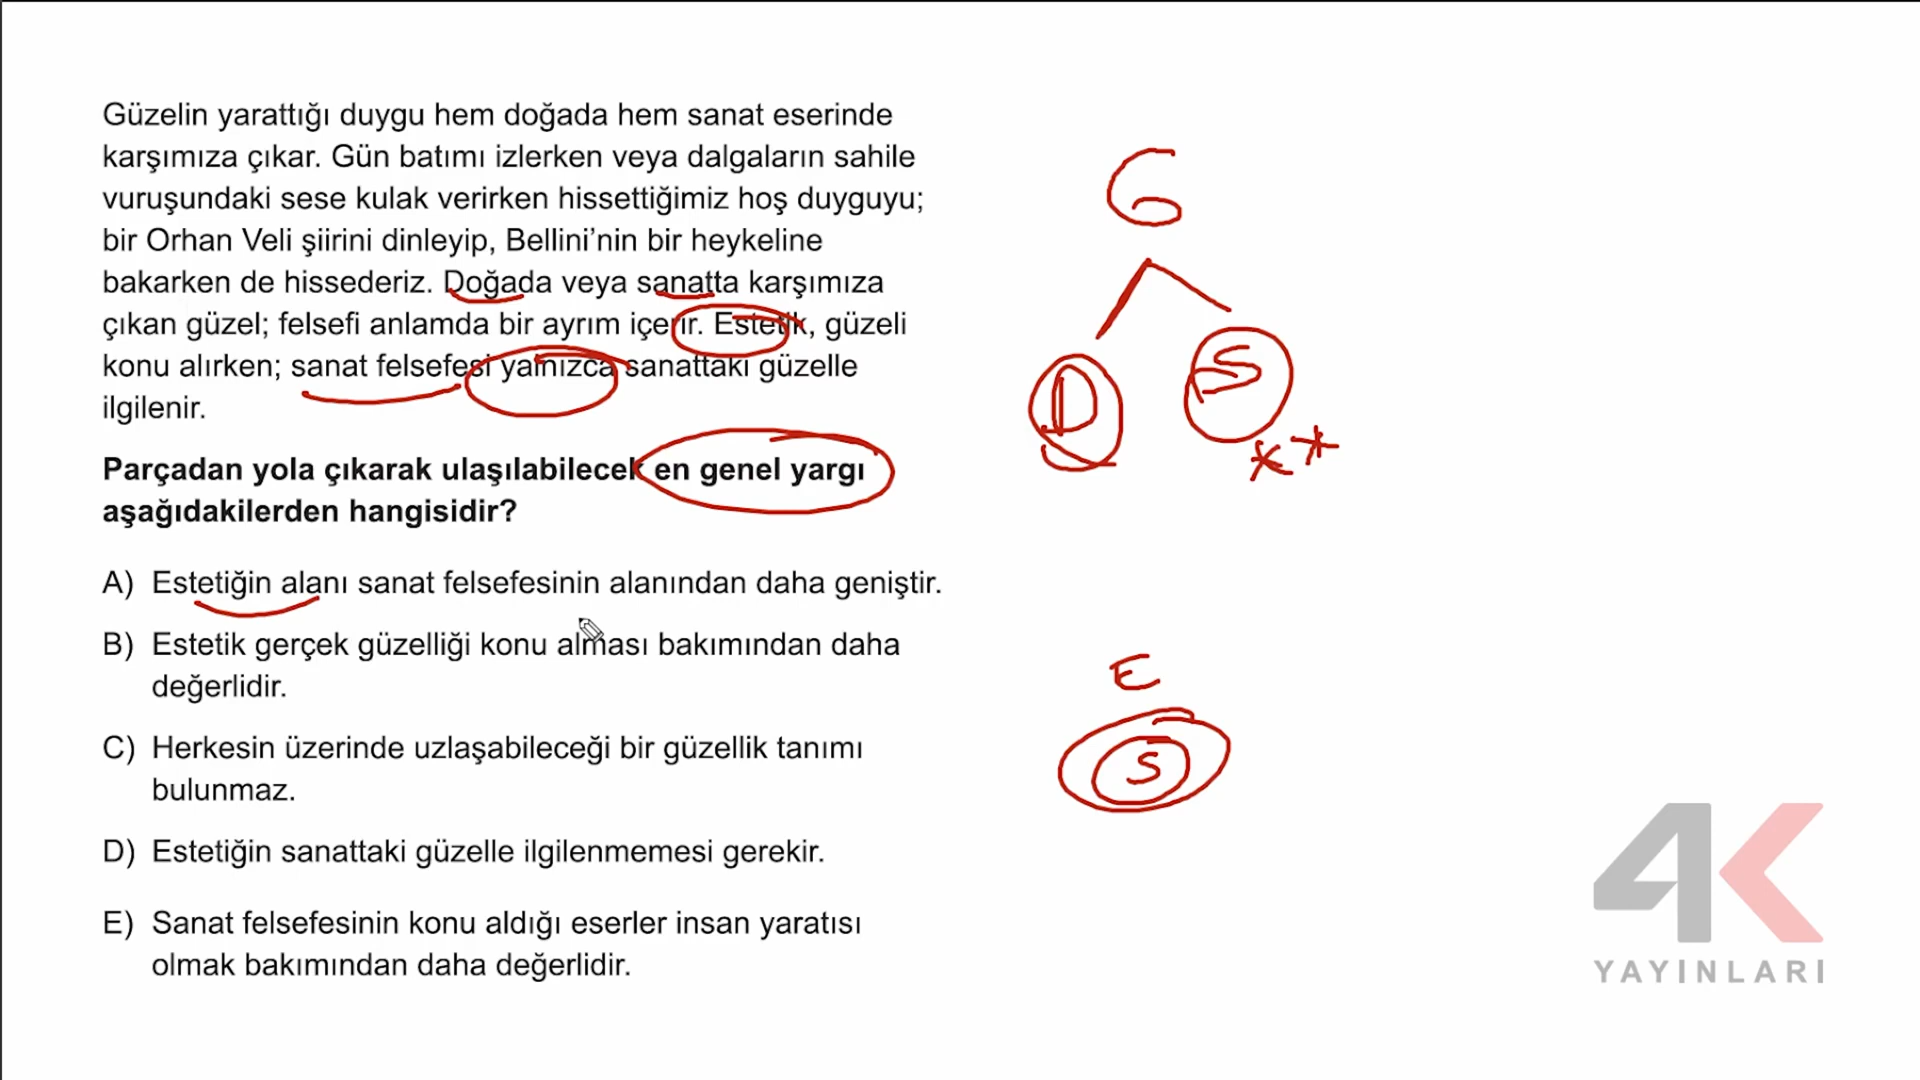 Güzelin yarattığı duygu hem doğada hem sanat eserinde
karşımıza çıkar. Gün batımı izlerken veya dalgaların sahile
vuruşundaki sese kulak verirken hissettiğimiz hoş duyguyu;
bir Orhan Veli şiirini dinleyip, Bellini’nin bir heykeline
bakarken de hissederiz. Doğada veya sanatta karşımıza
çıkan güzel; felsefi anlamda bir ayrım içerir. Estetik, güzeli
konu alırken; sanat felsefesi yalnızca sanattaki güzelle
ilgilenir.
Parçadan yola çıkarak ulaşılabilecek en genel yargı
aşağıdakilerden hangisidir?
A) Estetiğin alanı sanat felsefesinin alanından daha geniştir.
B) Estetik gerçek güzelliği konu alması bakımından daha
değerlidir.
C) Herkesin üzerinde uzlaşabileceği bir güzellik tanımı
bulunmaz.
D) Estetiğin sanattaki güzelle ilgilenmemesi gerekir.
E) Sanat felsefesinin konu aldığı eserler insan yaratısı
olmak bakımından daha değerlidir.
G
D S
**
E
S
4K
YAYINLARI